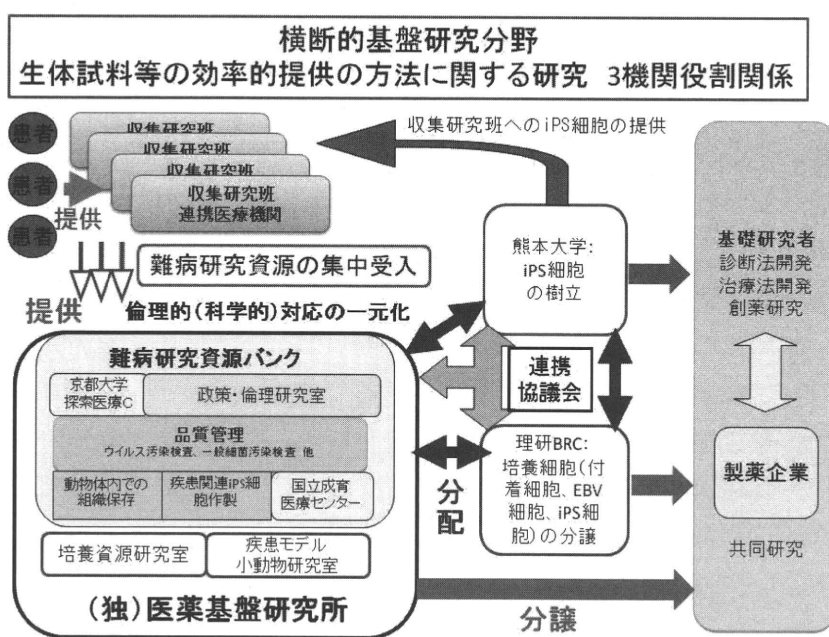 横断的基盤研究分野
生体試料等の効率的提供の方法に関する研究 3機関役割関係
患者
患者
患者
提供
収集研究班
収集研究班
収集研究班
収集研究班
連携医療機関
収集研究班へのiPS細胞の提供
難病研究資源の集中受入
提供
倫理的(科学的)対応の一元化
難病研究資源バンク
京都大学
探索医療C
政策・倫理研究室
品質管理
ウイルス汚染検査、一般細菌汚染検査 他
動物体内での
組織保存
疾患関連iPS細
胞作製
国立成育
医療センター
培養資源研究室
疾患モデル
小動物研究室
(独)医薬基盤研究所
熊本大学:
iPS細胞
の樹立
連携
協議会
分配
理研BRC:
培養細胞(付
着細胞、EBV
細胞、iPS細
胞)の分譲
分譲
基礎研究者
診断法開発
治療法開発
創薬研究
製薬企業
共同研究